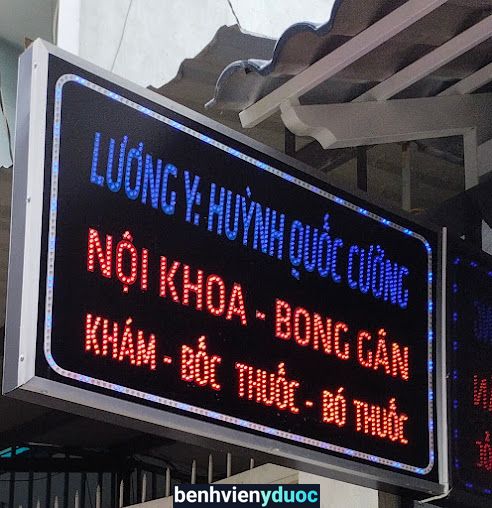 LƯƠNG Y: HUỲNH QUỐC CƯỜNG
NỘI KHOA - BONG GÂN
KHÁM - BỐC THUỐC - BÓ THUỐC
benhvienyduoc